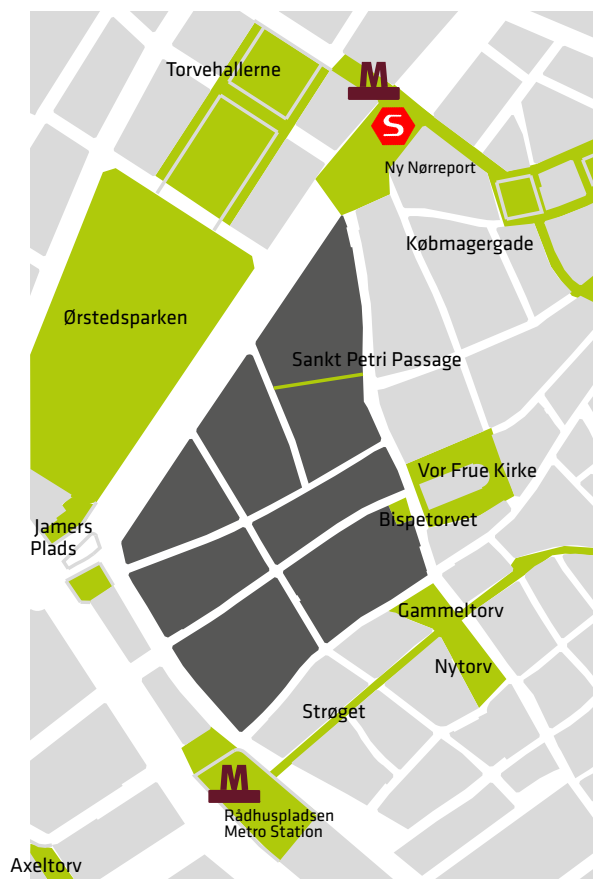 Torvehallerne
M
S
Ny Nørreport
Købmagergade
Ørstedsparken
Sankt Petri Passage
Vor Frue Kirke
Bispetorvet
Jamers
Plads
Gammeltorv
Nytorv
Strøget
M
Rådhuspladsen
Metro Station
Axeltorv